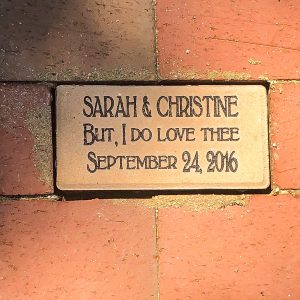 SARAH & CHRISTINE
BUT, I DO LOVE THEE
SEPTEMBER 24, 2016